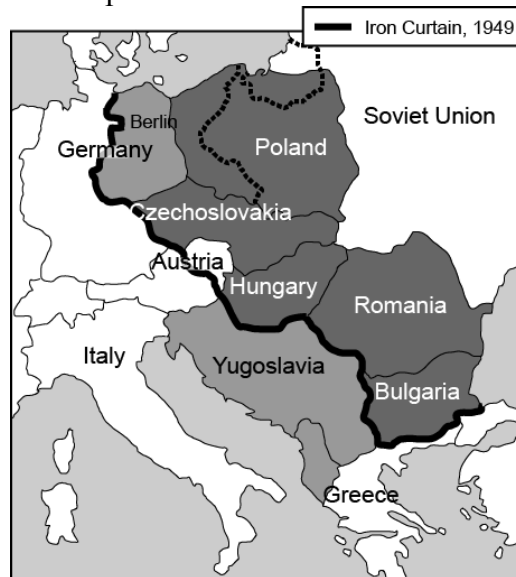 Iron Curtain, 1949
Soviet Union
Berlin
Germany
Poland
Czechoslovakia
Austria
Hungary
Romania
Italy
Yugoslavia
Bulgaria
Greece